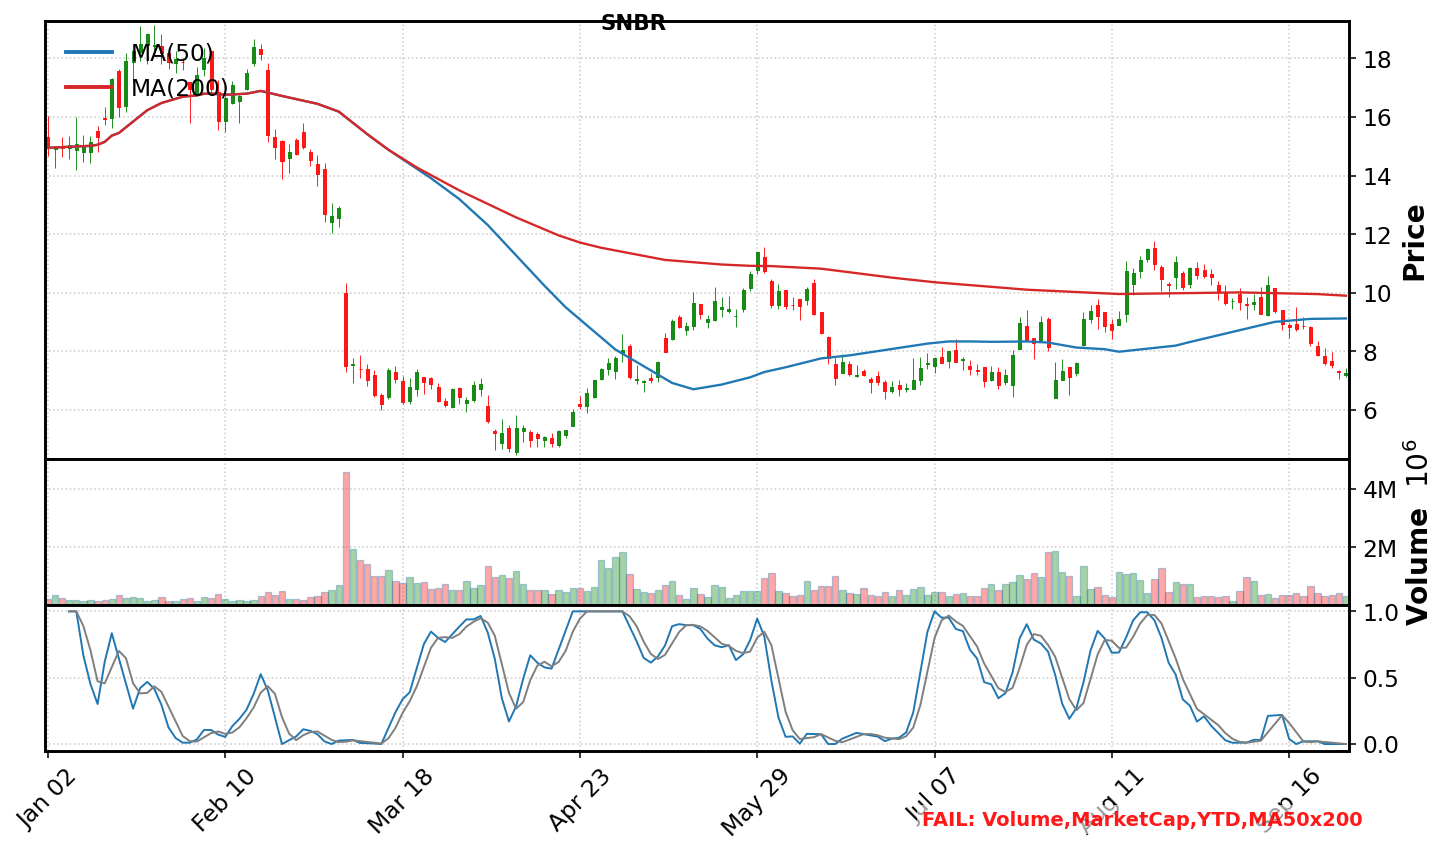 SNBR
MA(50)
MA(200)
18
16
14
12
10
8
6
Price
4M
2M
Volume 10^6
1.0
0.5
0.0
Jan 02
Feb 10
Mar 18
Apr 23
May 29
Jul 07
Aug 11
Sep 16
FAIL: Volume,MarketCap,YTD,MA50x200